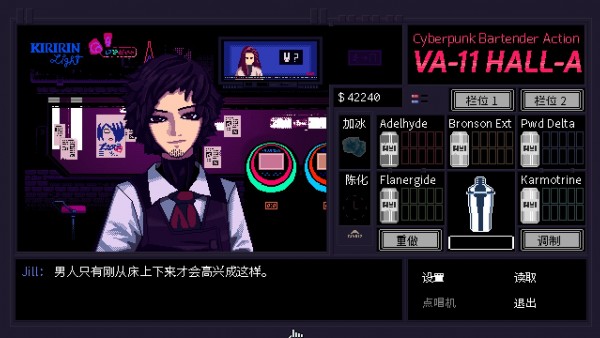 KIRIRIN
Light
W ?
Cyberpunk Bartender Action
VA-11 HALL-A
$ 42240
栏位 1
栏位 2
加冰
Adelhyde
Bronson Ext
Pwd Delta
陈化
Flanergide
Karmotrine
重做
调制
Jill: 男人只有刚从床上下来才会高兴成这样。
设置
读取
点唱机
退出